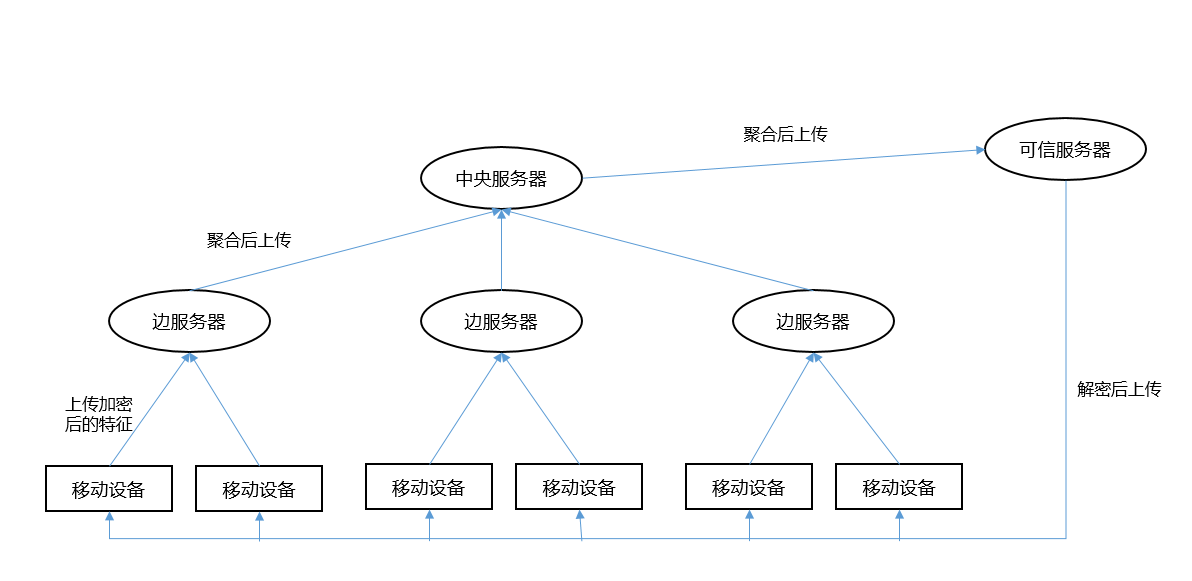 聚合后上传
可信服务器
中央服务器
聚合后上传
边服务器
边服务器
边服务器
解密后上传
上传加密
后的特征
移动设备
移动设备
移动设备
移动设备
移动设备
移动设备